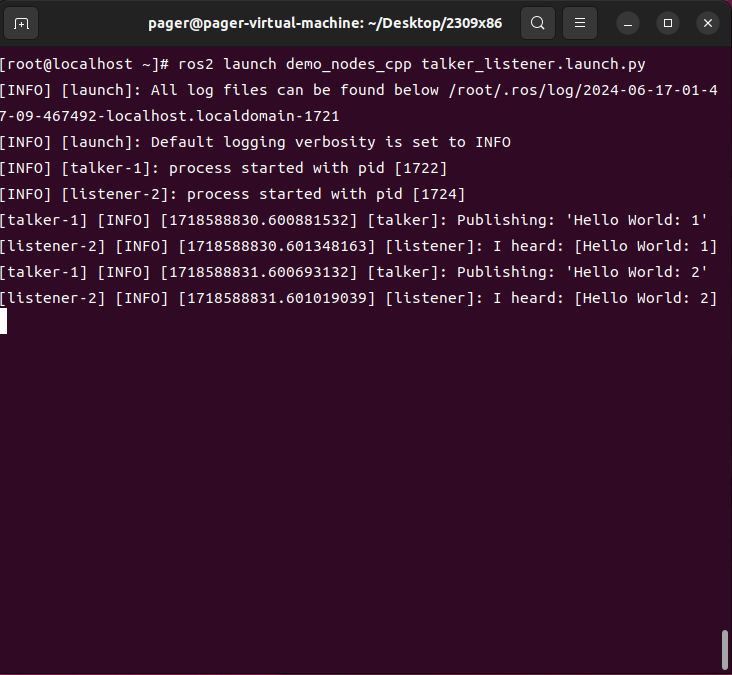 pager@pager-virtual-machine: ~/Desktop/2309x86
[root@localhost ~]# ros2 launch demo_nodes_cpp talker_listener.launch.py
[INFO] [launch]: All log files can be found below /root/.ros/log/2024-06-17-01-4
7-09-467492-localhost.localdomain-1721
[INFO] [launch]: Default logging verbosity is set to INFO
[INFO] [talker-1]: process started with pid [1722]
[INFO] [listener-2]: process started with pid [1724]
[talker-1] [INFO] [1718588830.600881532] [talker]: Publishing: 'Hello World: 1'
[listener-2] [INFO] [1718588830.601348163] [listener]: I heard: [Hello World: 1]
[talker-1] [INFO] [1718588831.600693132] [talker]: Publishing: 'Hello World: 2'
[listener-2] [INFO] [1718588831.601019039] [listener]: I heard: [Hello World: 2]